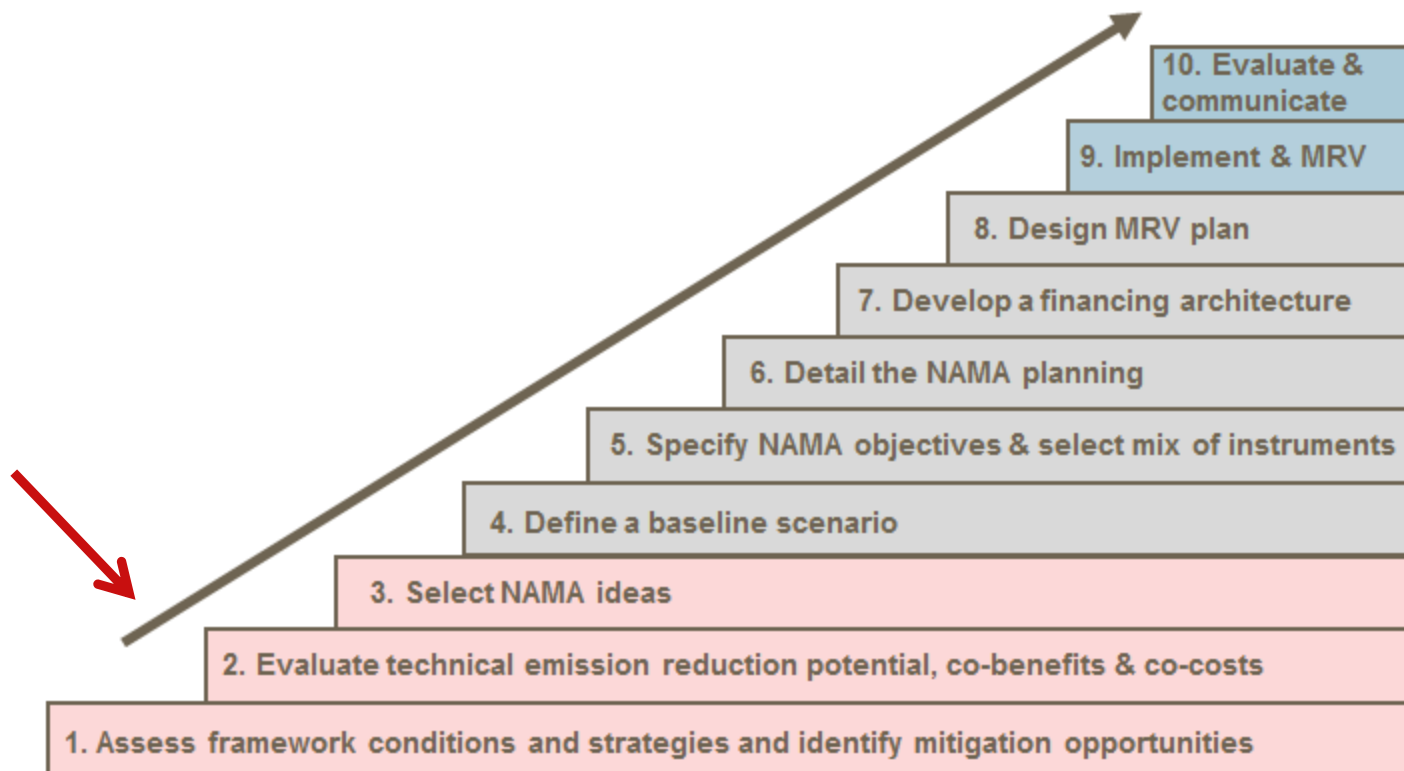 10. Evaluate &
communicate
9. Implement & MRV
8. Design MRV plan
7. Develop a financing architecture
6. Detail the NAMA planning
5. Specify NAMA objectives & select mix of instruments
4. Define a baseline scenario
3. Select NAMA ideas
2. Evaluate technical emission reduction potential, co-benefits & co-costs
1. Assess framework conditions and strategies and identify mitigation opportunities